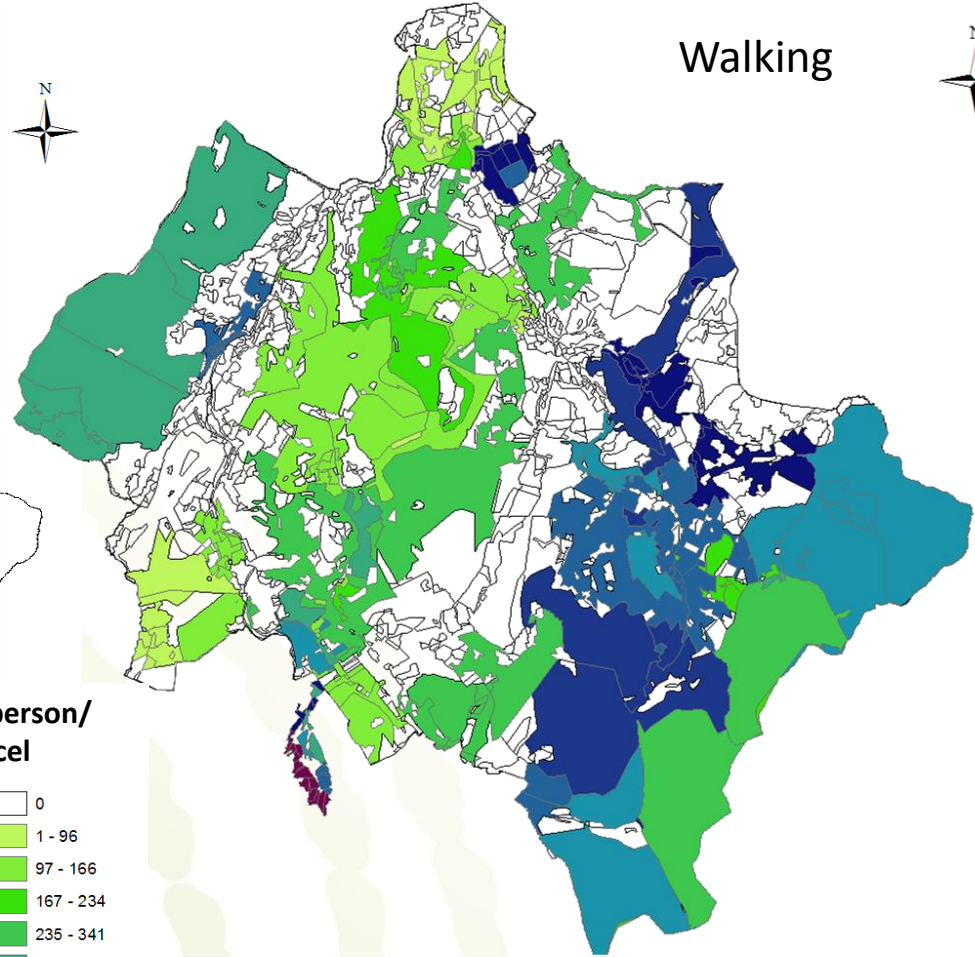 Walking
N
N
person/
cel
0
1 - 96
97 - 166
167 - 234
235 - 341